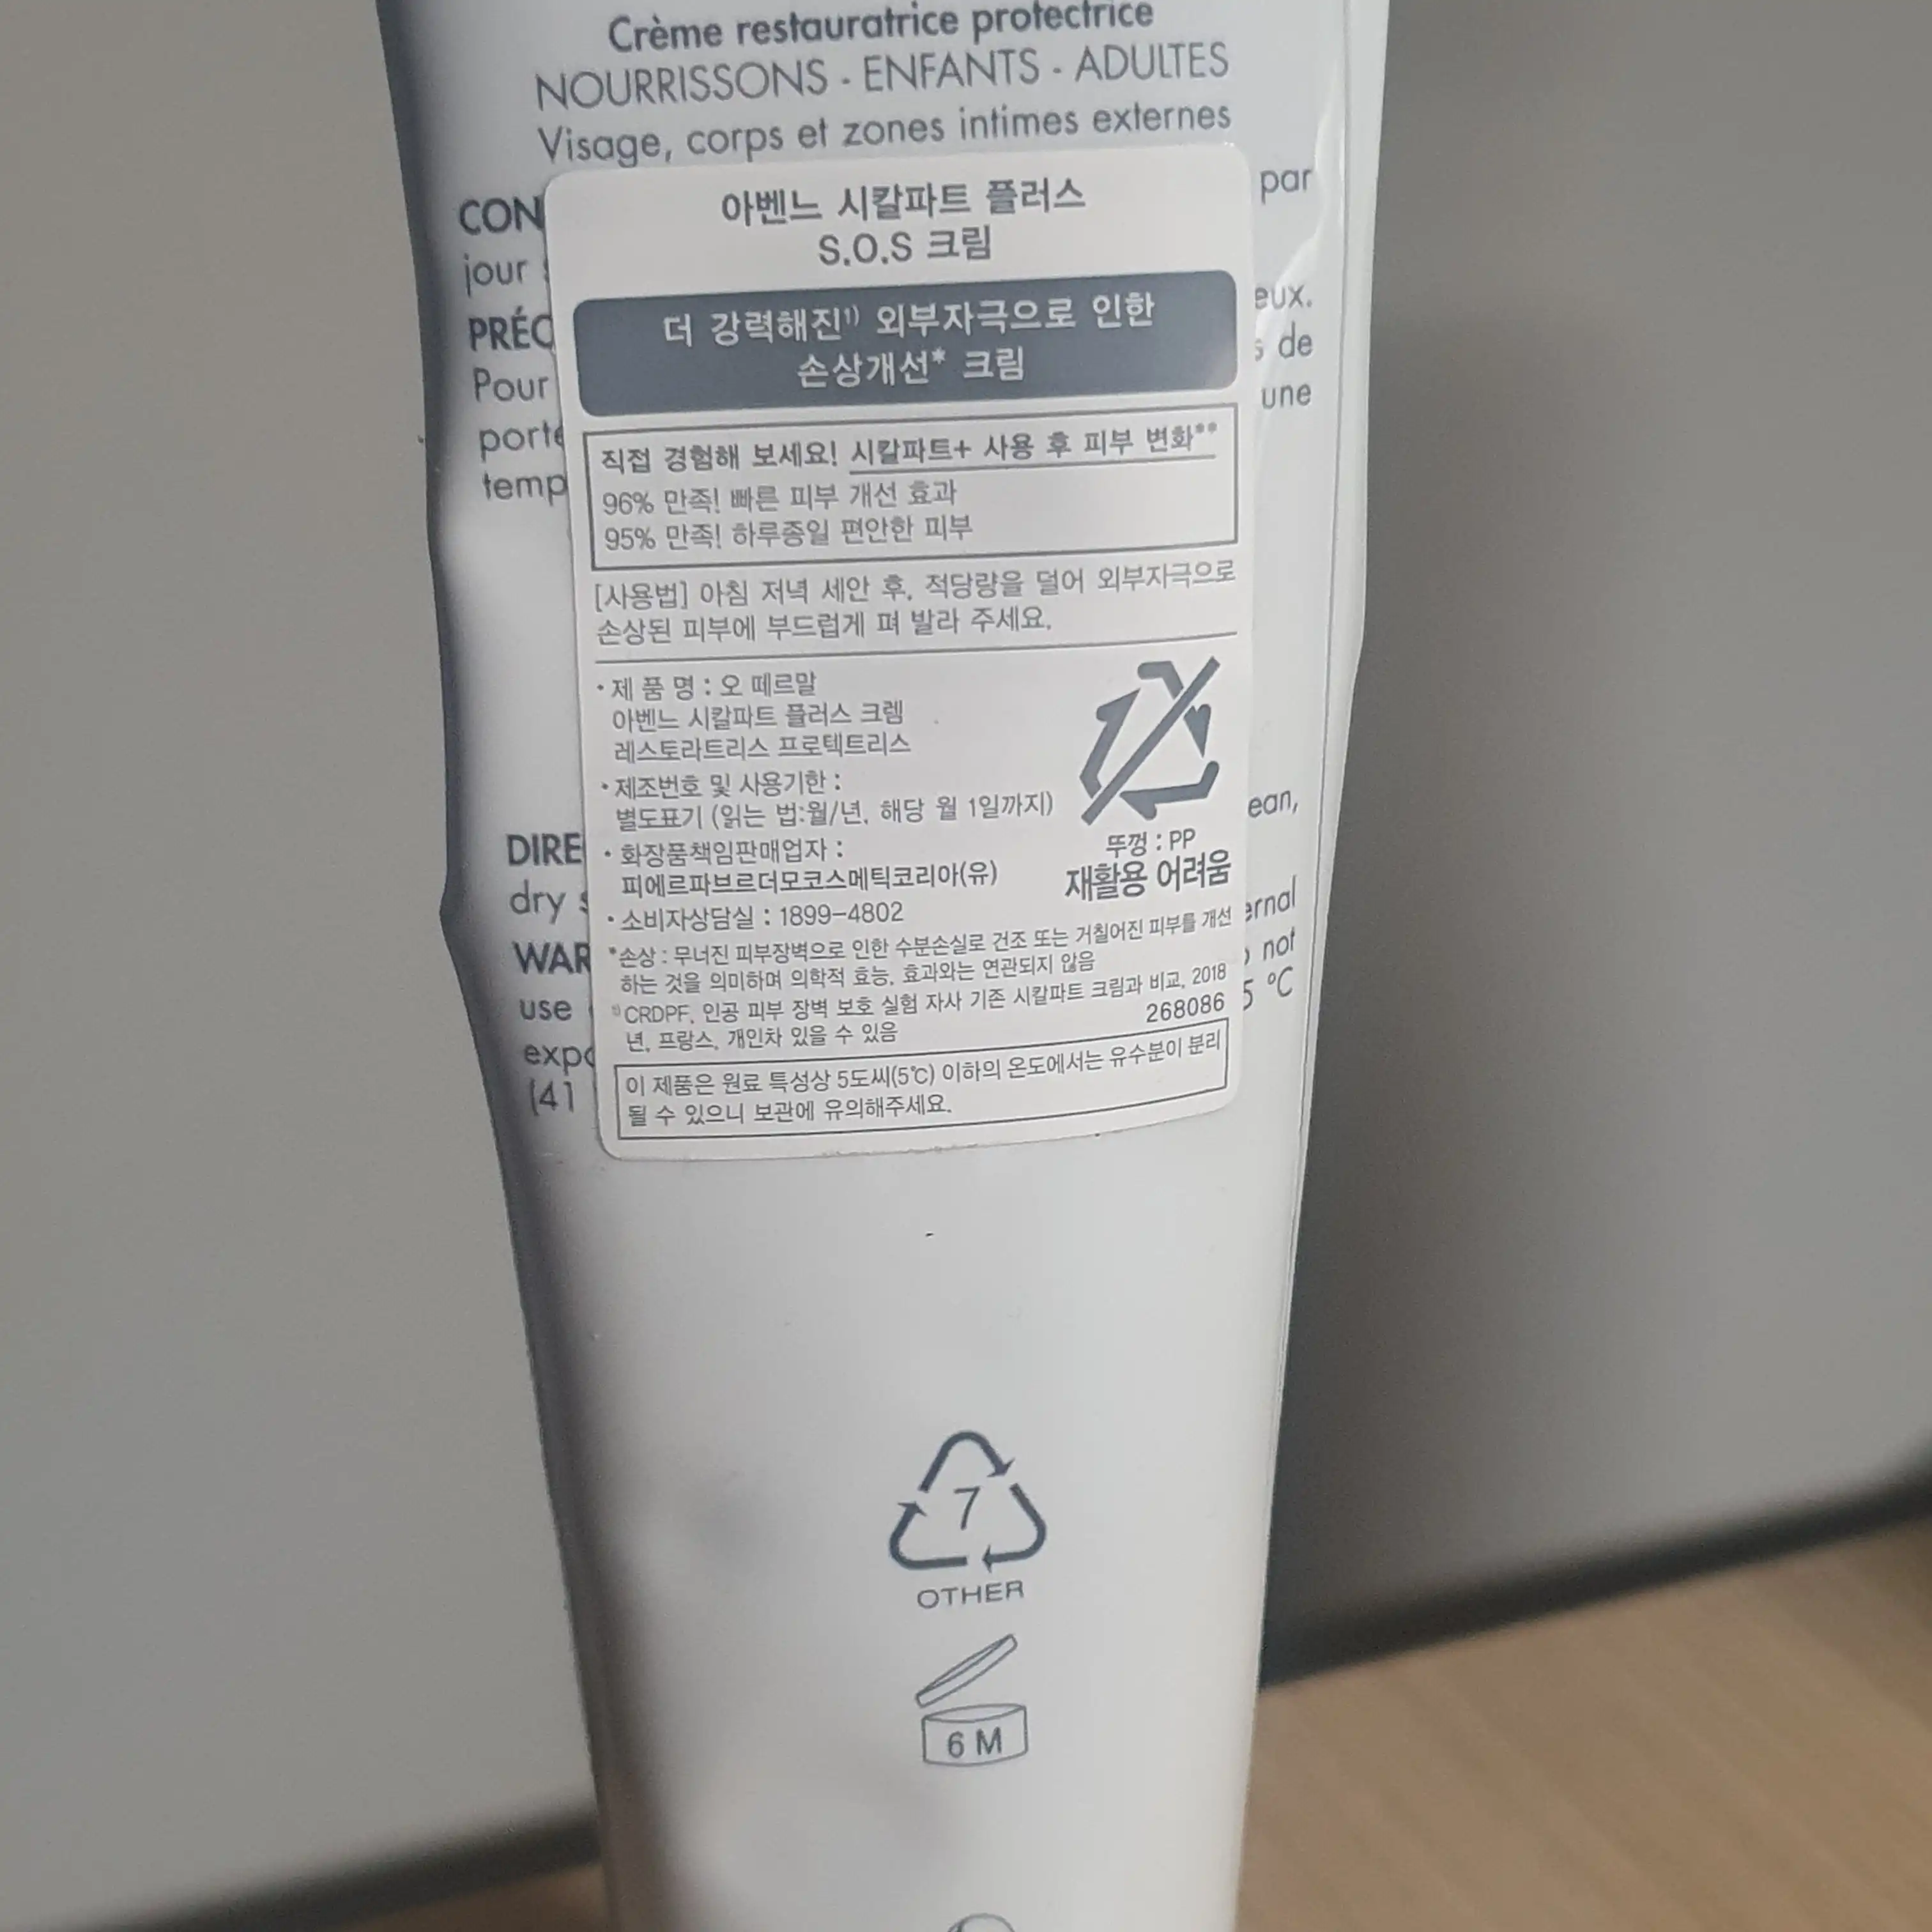 Crème restauratrice protectrice
NOURRISSONS - ENFANTS - ADULTES
Visage, corps et zones intimes externes
par
jour
eux.
Pour
de
une
아벤느 시칼파트 플러스
S.O.S 크림
더 강력해진1) 외부자극으로 인한
손상개선* 크림
직접 경험해 보세요! 시칼파트+ 사용 후 피부 변화**
96% 만족! 빠른 피부 개선 효과
95% 만족! 하루종일 편안한 피부
[사용법] 아침 저녁 세안 후, 적당량을 덜어 외부자극으로
손상된 피부에 부드럽게 펴 발라 주세요.
· 제 품 명 : 오 떼르말
아벤느 시칼파트 플러스 크렘
레스토라트리스 프로텍트리스
· 제조번호 및 사용기한 :
별도표기 (읽는 법:월/년, 해당 월 1일까지)
· 화장품책임판매업자 :
피에르파브르더모코스메틱코리아(유)
· 소비자상담실 : 1899-4802
뚜껑 : PP
재활용 어려움
*손상 : 무너진 피부장벽으로 인한 수분손실로 건조 또는 거칠어진 피부를 개선
하는 것을 의미하며 의학적 효능, 효과와는 연관되지 않음
1)CRDPF, 인공 피부 장벽 보호 실험 자사 기존 시칼파트 크림과 비교, 2018
년, 프랑스, 개인차 있을 수 있음
268086
이 제품은 원료 특성상 5도씨(5℃) 이하의 온도에서는 유수분이 분리
될 수 있으니 보관에 유의해주세요.
dry
not
use
5 °C
(41
7
OTHER
6 M